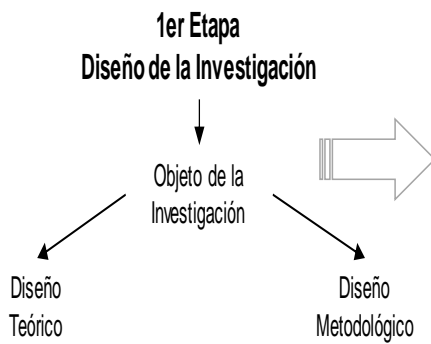 1er Etapa
Diseño de la Investigación
Objeto de la
Investigación
Diseño
Teórico
Diseño
Metodológico